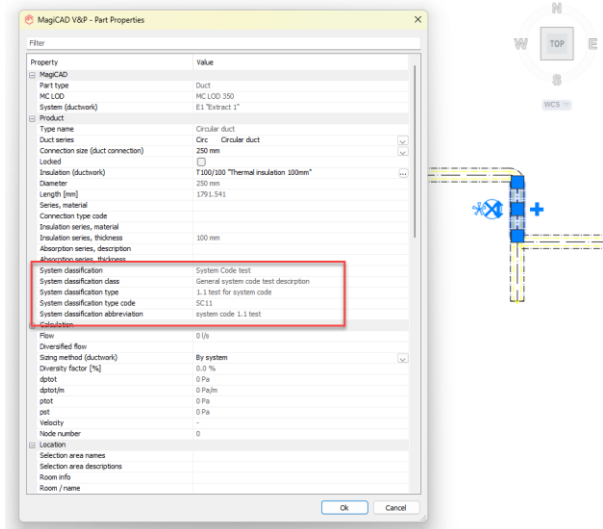 MagiCAD V&P - Part Properties
Filter
Property Value
MagiCAD
Part type Duct
MC LOD MC LOD 350
System (ductwork) E1 "Extract 1"
Product
Type name Circular duct
Duct series Circ Circular duct
Connection size (duct connection) 250 mm
Locked
Insulation (ductwork) T100/100 "Thermal insulation 100mm" ...
Diameter 250 mm
Length [mm] 1791.541
Series, material
Connection type code
Insulation series, material
Insulation series, thickness 100 mm
Absorption series, description
Absorption series, thickness
System classification System Code test
System classification class General system code test descirption
System classification type 1.1 test for system code
System classification type code SC11
System classification abbreviation system code 1.1 test
Calculation
Flow 0 l/s
Diversified flow
Sizing method (ductwork) By system
Diversity factor [%] 0.0 %
dptot 0 Pa
dptot/m 0 Pa/m
ptot 0 Pa
pst 0 Pa
Velocity -
Node number 0
Location
Selection area names
Selection area descriptions
Room info
Room / name
Ok Cancel
N
W TOP E
S
WCS